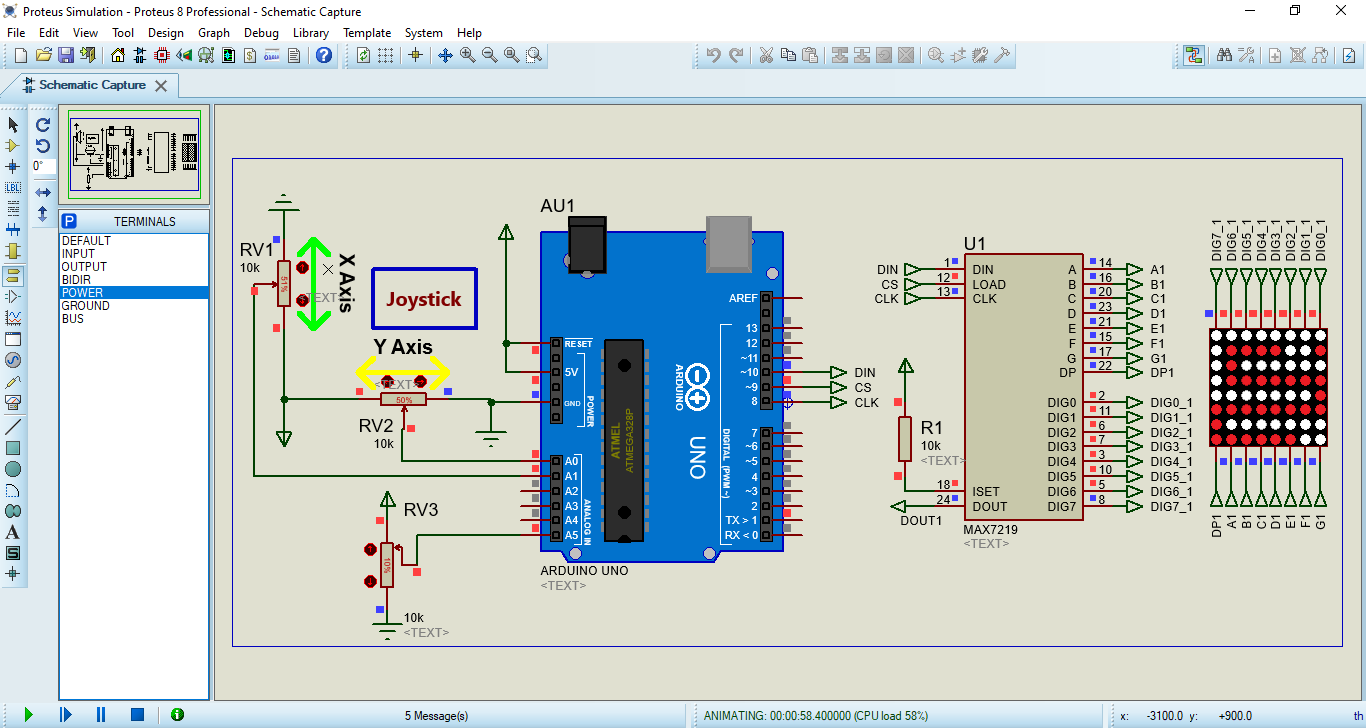 Proteus Simulation - Proteus 8 Professional - Schematic Capture
File Edit View Tool Design Graph Debug Library Template System Help
Schematic Capture
0°
LBL
P TERMINALS
DEFAULT
INPUT
OUTPUT
BIDIR
POWER
GROUND
BUS
RV1
10k
51%
<TEXT>
X Axis
Joystick
Y Axis
<TEXT>
50%
RV2
10k
RV3
10%
10k
<TEXT>
AU1
RESET
5V
GND
POWER
A0
A1
A2
A3
A4
A5
ANALOG IN
ATMEL
ATMEGA328P
ARDUINO
UNO
AREF
13
12
~11
~10
~9
8
7
~6
~5
4
~3
2
TX > 1
RX < 0
DIGITAL (PWM~)
DIN
CS
CLK
ARDUINO UNO
<TEXT>
U1
DIN 1 DIN
CS 12 LOAD
CLK 13 CLK
A 14 A1
B 16 B1
C 20 C1
D 23 D1
E 21 E1
F 15 F1
G 17 G1
DP 22 DP1
DIG0 2 DIG0_1
DIG1 11 DIG1_1
DIG2 6 DIG2_1
DIG3 7 DIG3_1
DIG4 3 DIG4_1
DIG5 10 DIG5_1
DIG6 5 DIG6_1
DIG7 8 DIG7_1
R1
10k
<TEXT>
18 ISET
24 DOUT
DOUT1
MAX7219
<TEXT>
DIG7_1
DIG6_1
DIG5_1
DIG4_1
DIG3_1
DIG2_1
DIG1_1
DIG0_1
DP1
A1
B1
C1
D1
E1
F1
G1
5 Message(s)
ANIMATING: 00:00:58.400000 (CPU load 58%)
x: -3100.0 y: +900.0 th